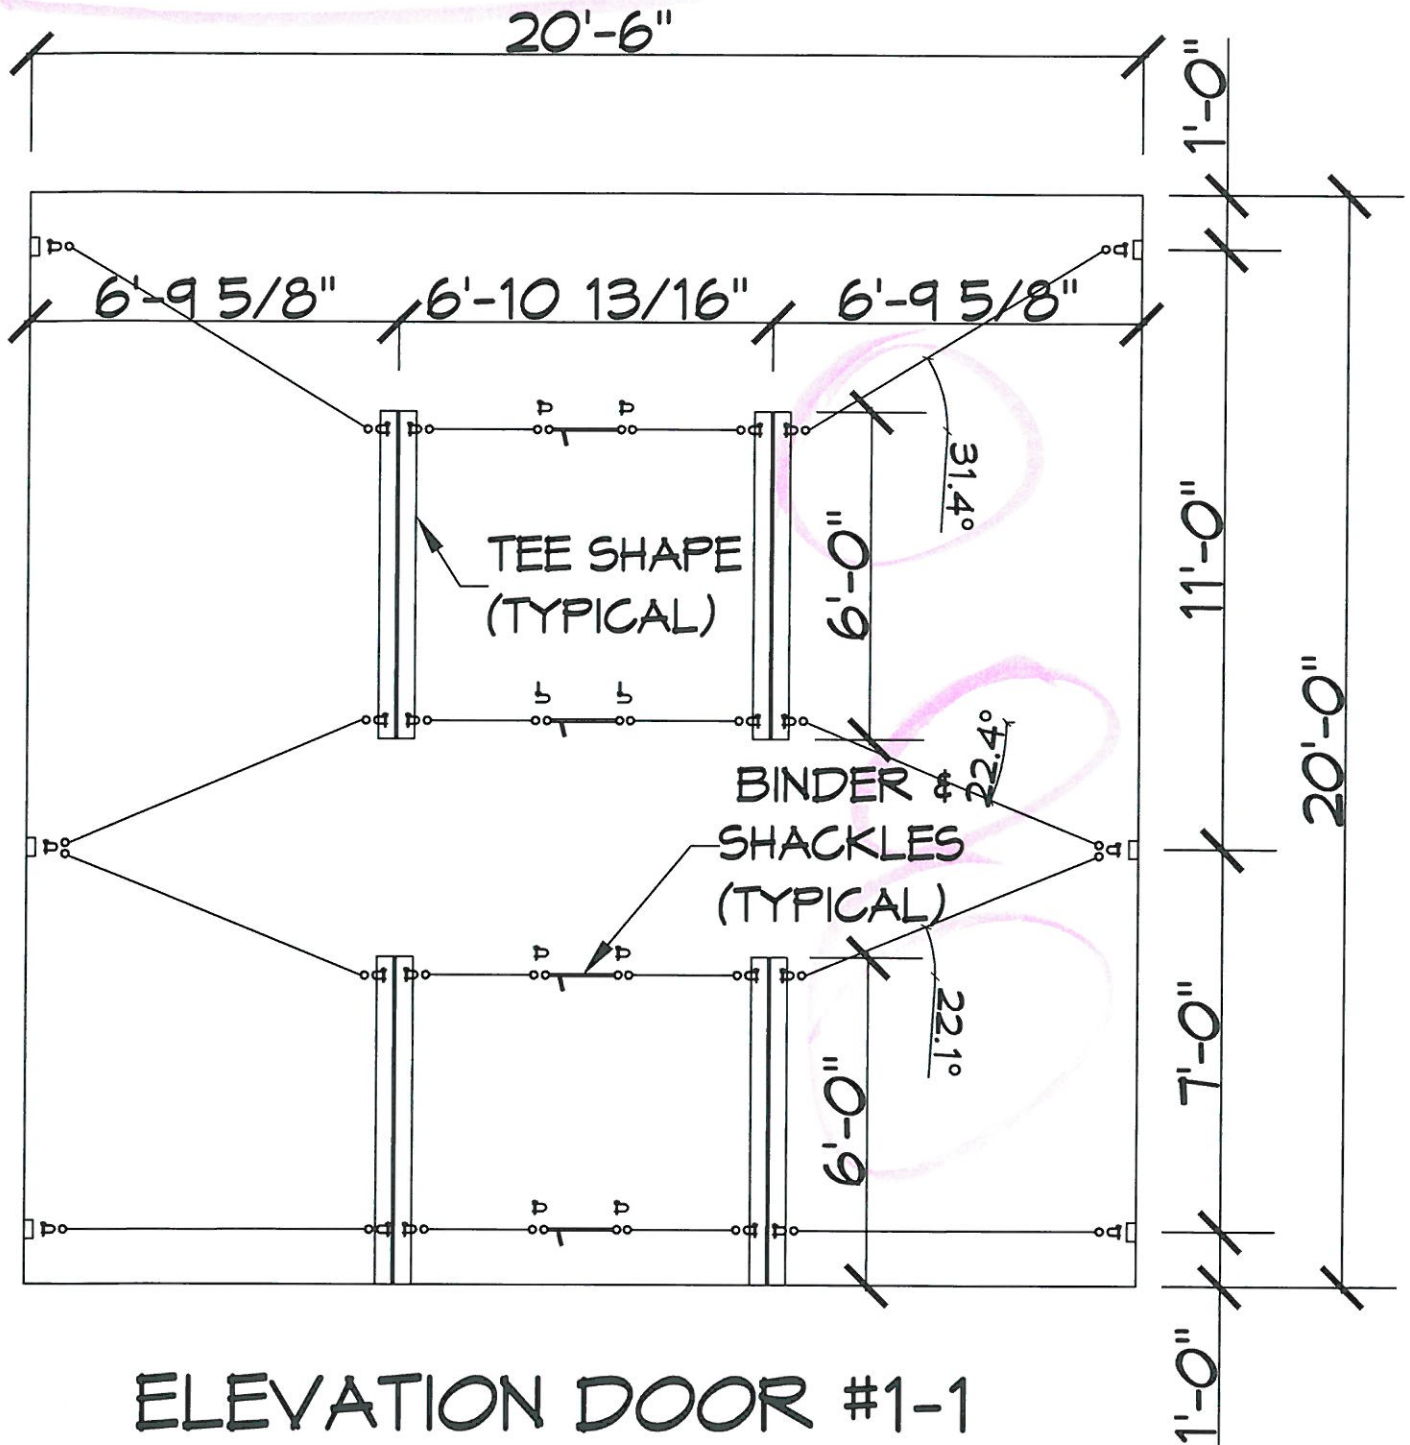 20'-6"
1'-0"
6'-9 5/8"
6'-10 13/16"
6'-9 5/8"
31.4°
11'-0"
6'-0"
TEE SHAPE
(TYPICAL)
20'-0"
22.4°
BINDER &
SHACKLES
(TYPICAL)
22.1°
7'-0"
6'-0"
1'-0"
ELEVATION DOOR #1-1